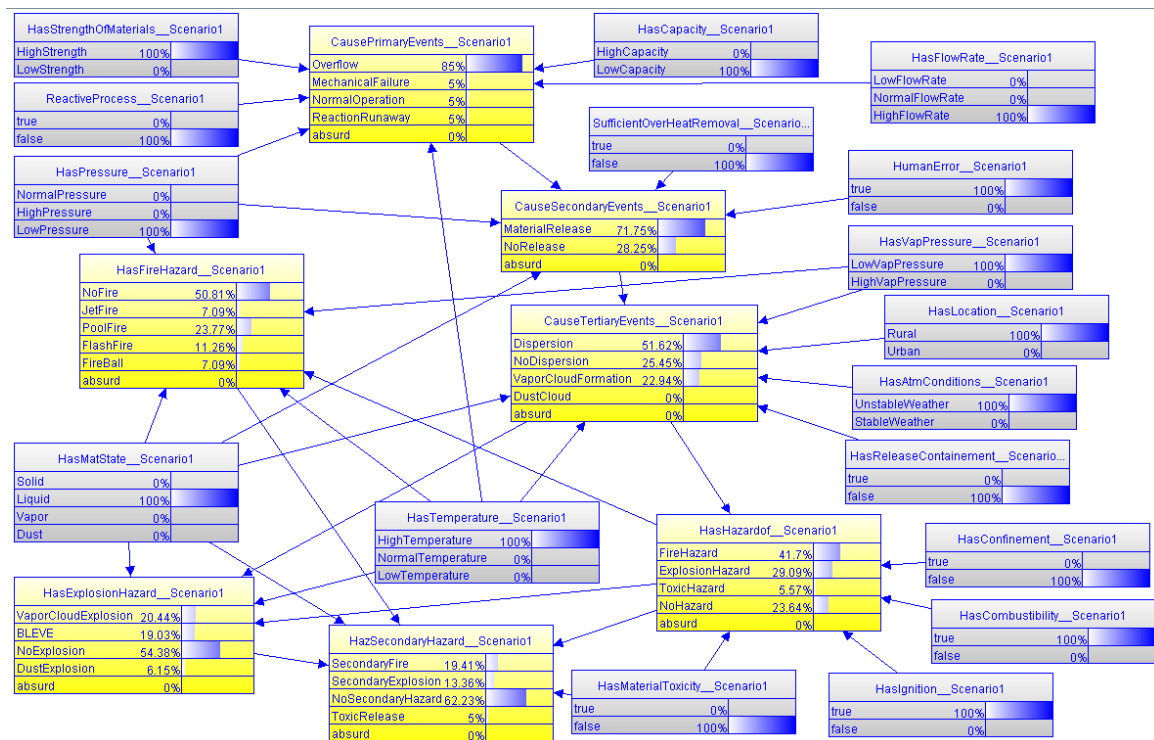 HasStrengthOfMaterials__Scenario1
HighStrength 100%
LowStrength 0%
CausePrimaryEvents__Scenario1
Overflow 85%
MechanicalFailure 5%
NormalOperation 5%
ReactionRunaway 5%
absurd 0%
HasCapacity__Scenario1
HighCapacity 0%
LowCapacity 100%
HasFlowRate__Scenario1
LowFlowRate 0%
NormalFlowRate 0%
HighFlowRate 100%
ReactiveProcess__Scenario1
true 0%
false 100%
SufficientOverHeatRemoval__Scenario...
true 0%
false 100%
HasPressure__Scenario1
NormalPressure 0%
HighPressure 0%
LowPressure 100%
HumanError__Scenario1
true 100%
false 0%
CauseSecondaryEvents__Scenario1
MaterialRelease 71.75%
NoRelease 28.25%
absurd 0%
HasVapPressure__Scenario1
LowVapPressure 100%
HighVapPressure 0%
HasFireHazard__Scenario1
NoFire 50.81%
JetFire 7.09%
PoolFire 23.77%
FlashFire 11.26%
FireBall 7.09%
absurd 0%
CauseTertiaryEvents__Scenario1
Dispersion 51.62%
NoDispersion 25.45%
VaporCloudFormation 22.94%
DustCloud 0%
absurd 0%
HasLocation__Scenario1
Rural 100%
Urban 0%
HasAtmConditions__Scenario1
UnstableWeather 100%
StableWeather 0%
HasReleaseContainement__Scenario...
true 0%
false 100%
HasMatState__Scenario1
Solid 0%
Liquid 100%
Vapor 0%
Dust 0%
HasTemperature__Scenario1
HighTemperature 100%
NormalTemperature 0%
LowTemperature 0%
HasHazardof__Scenario1
FireHazard 41.7%
ExplosionHazard 29.09%
ToxicHazard 5.57%
NoHazard 23.64%
absurd 0%
HasConfinement__Scenario1
true 0%
false 100%
HasExplosionHazard__Scenario1
VaporCloudExplosion 20.44%
BLEVE 19.03%
NoExplosion 54.38%
DustExplosion 6.15%
absurd 0%
HazSecondaryHazard__Scenario1
SecondaryFire 19.41%
SecondaryExplosion 13.36%
NoSecondaryHazard 62.23%
ToxicRelease 5%
absurd 0%
HasCombustibility__Scenario1
true 100%
false 0%
HasMaterialToxicity__Scenario1
true 0%
false 100%
HasIgnition__Scenario1
true 100%
false 0%